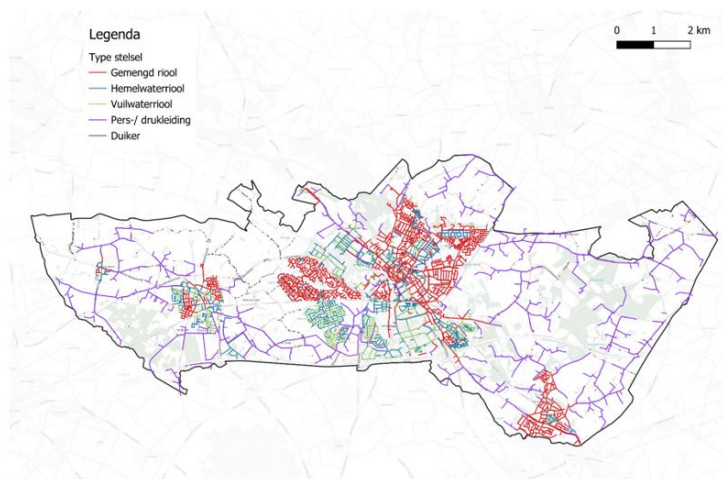 Legenda
Type stelsel
Gemengd riool
Hemelwaterriool
Vuilwaterriool
Pers-/ drukleiding
Duiker
0 1 2 km